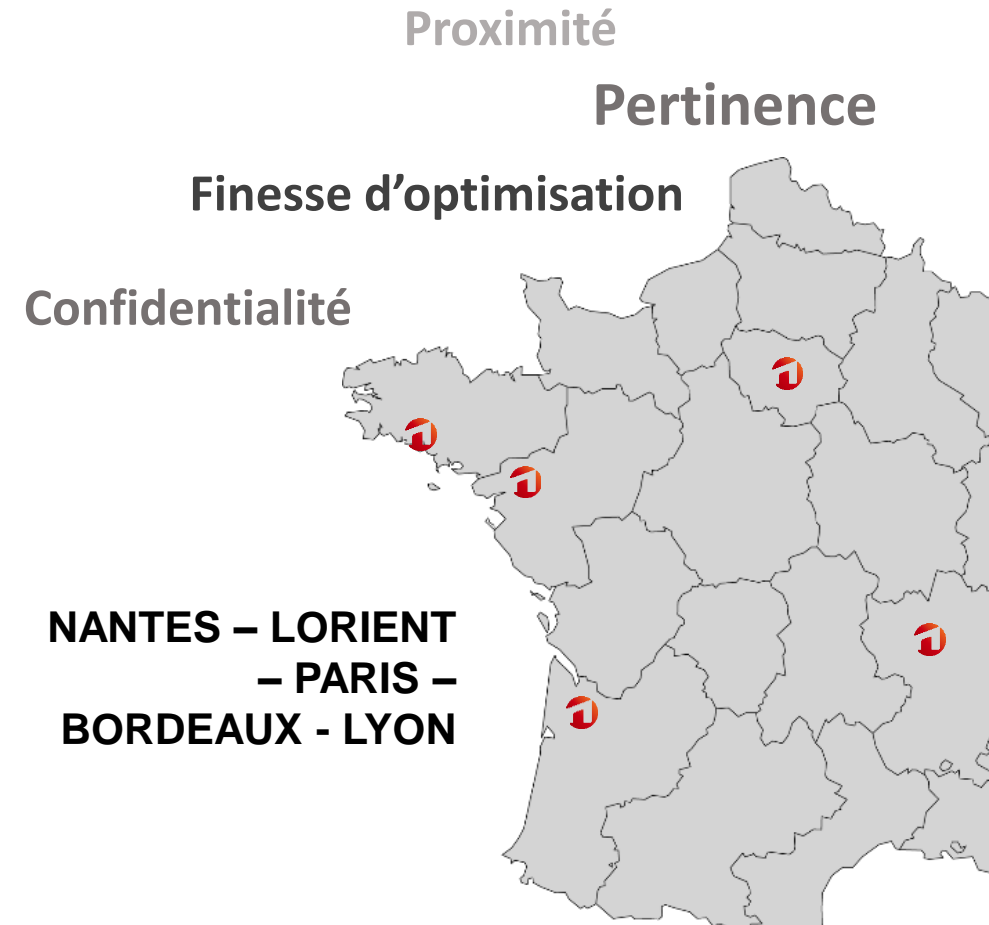 Proximité
Pertinence
Finesse d’optimisation
Confidentialité
NANTES – LORIENT
– PARIS –
BORDEAUX - LYON